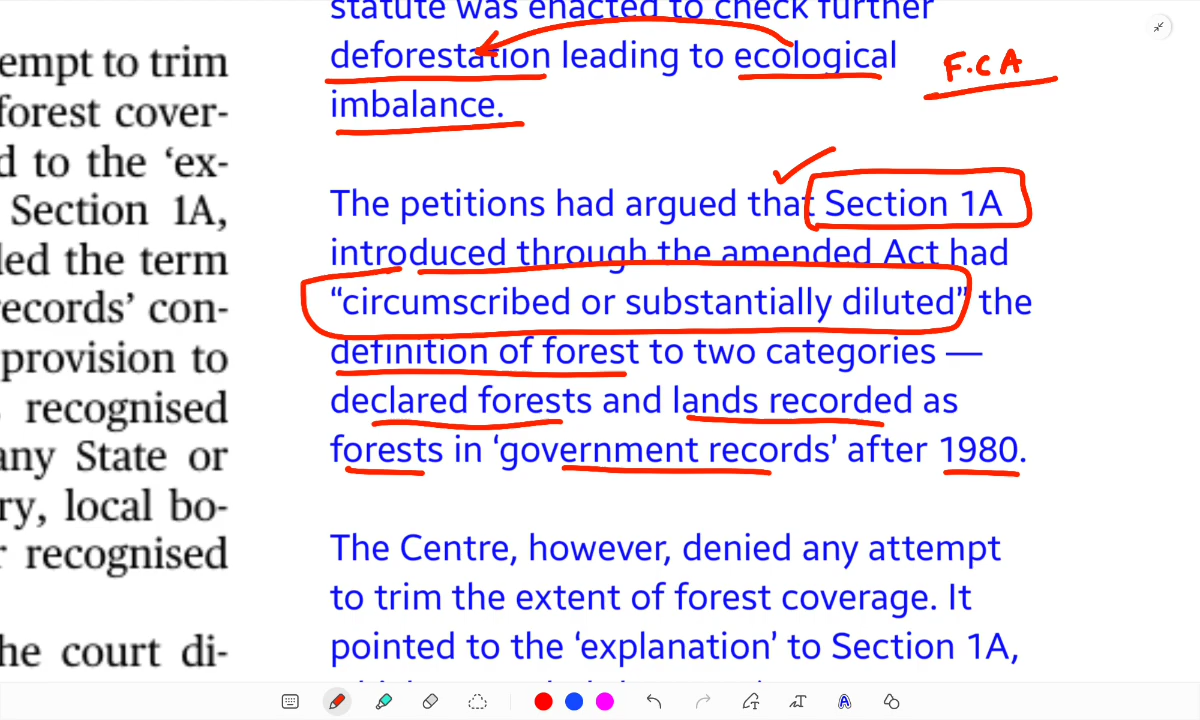 empt to trim
forest cover-
d to the ‘ex-
Section 1A,
led the term
records’ con-
provision to
recognised
any State or
ry, local bo-
recognised
he court di-
statute was enacted to check further
deforestation leading to ecological
imbalance.
F.C A
The petitions had argued that Section 1A
introduced through the amended Act had
“circumscribed or substantially diluted” the
definition of forest to two categories —
declared forests and lands recorded as
forests in ‘government records’ after 1980.
The Centre, however, denied any attempt
to trim the extent of forest coverage. It
pointed to the ‘explanation’ to Section 1A,